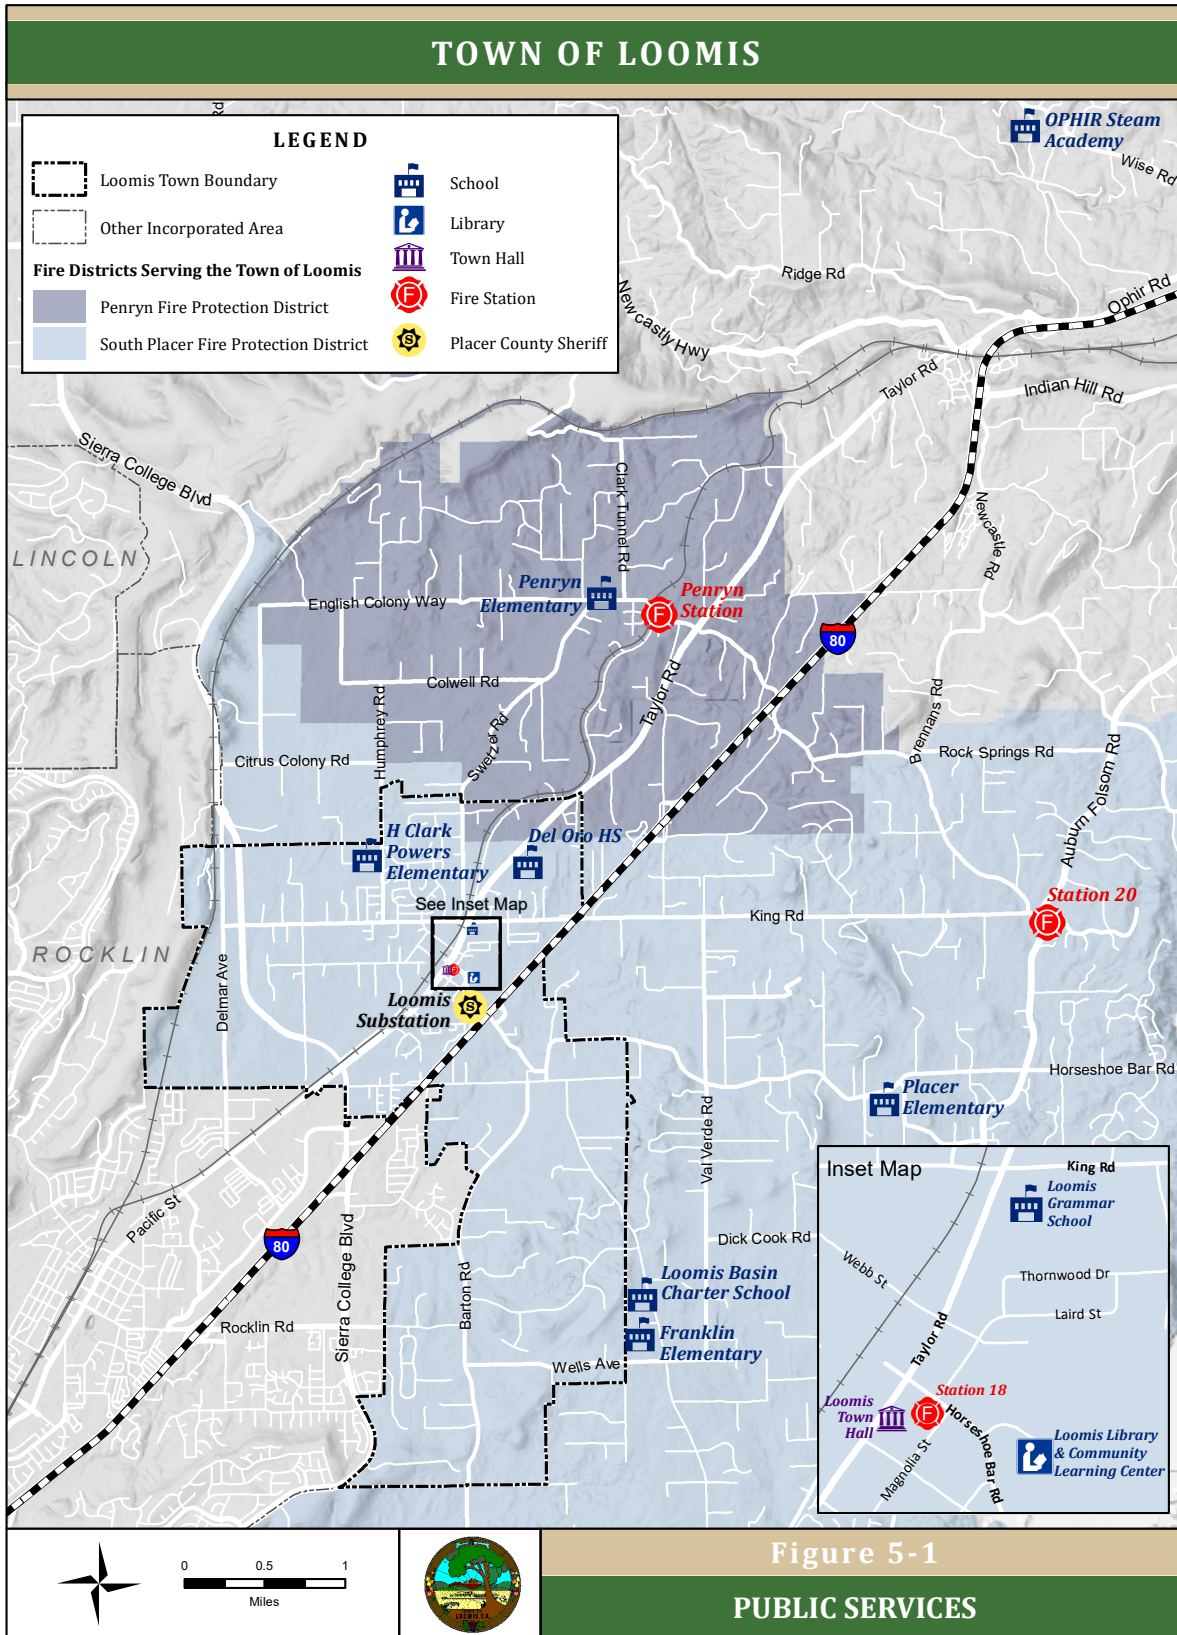 TOWN OF LOOMIS
LEGEND
Loomis Town Boundary
Other Incorporated Area
Fire Districts Serving the Town of Loomis
Penryn Fire Protection District
South Placer Fire Protection District
School
Library
Town Hall
F
Fire Station
S
Placer County Sheriff
Rd
OPHIR Steam
Academy
Wise Rd
Ridge Rd
Ophir Rd
Newcastly Hwy
Taylor Rd
Indian Hill Rd
Sierra College Blvd
Clark Tunnel Rd
Newcastle Rd
LINCOLN
Penryn
Elementary
Penryn
Station
F
English Colony Way
80
Colwell Rd
Taylor Rd
Humphrey Rd
Swetzer Rd
Brennans Rd
Rock Springs Rd
Citrus Colony Rd
Auburn Folsom Rd
H Clark
Powers
Elementary
Del Oro HS
See Inset Map
King Rd
Station 20
F
ROCKLIN
Delmar Ave
F
Loomis
Substation
S
Horseshoe Bar Rd
Placer
Elementary
Val Verde Rd
Pacific St
80
Sierra College Blvd
Barton Rd
Dick Cook Rd
Loomis Basin
Charter School
Franklin
Elementary
Rocklin Rd
Wells Ave
Inset Map
King Rd
Loomis
Grammar
School
Webb St
Thornwood Dr
Laird St
Taylor Rd
Station 18
F
Loomis
Town
Hall
Horseshoe Bar Rd
Magnolia St
Loomis Library
& Community
Learning Center
0 0.5 1
Miles
LOOMIS, CA.
Figure 5-1
PUBLIC SERVICES